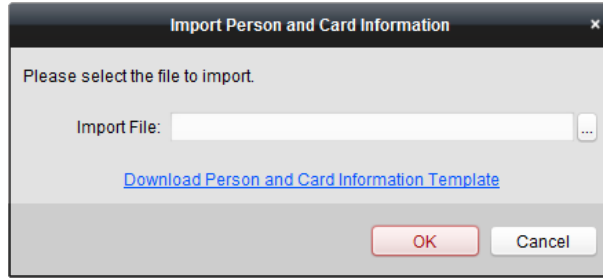 Import Person and Card Information ×
Please select the file to import.
Import File: ...
Download Person and Card Information Template
OK Cancel